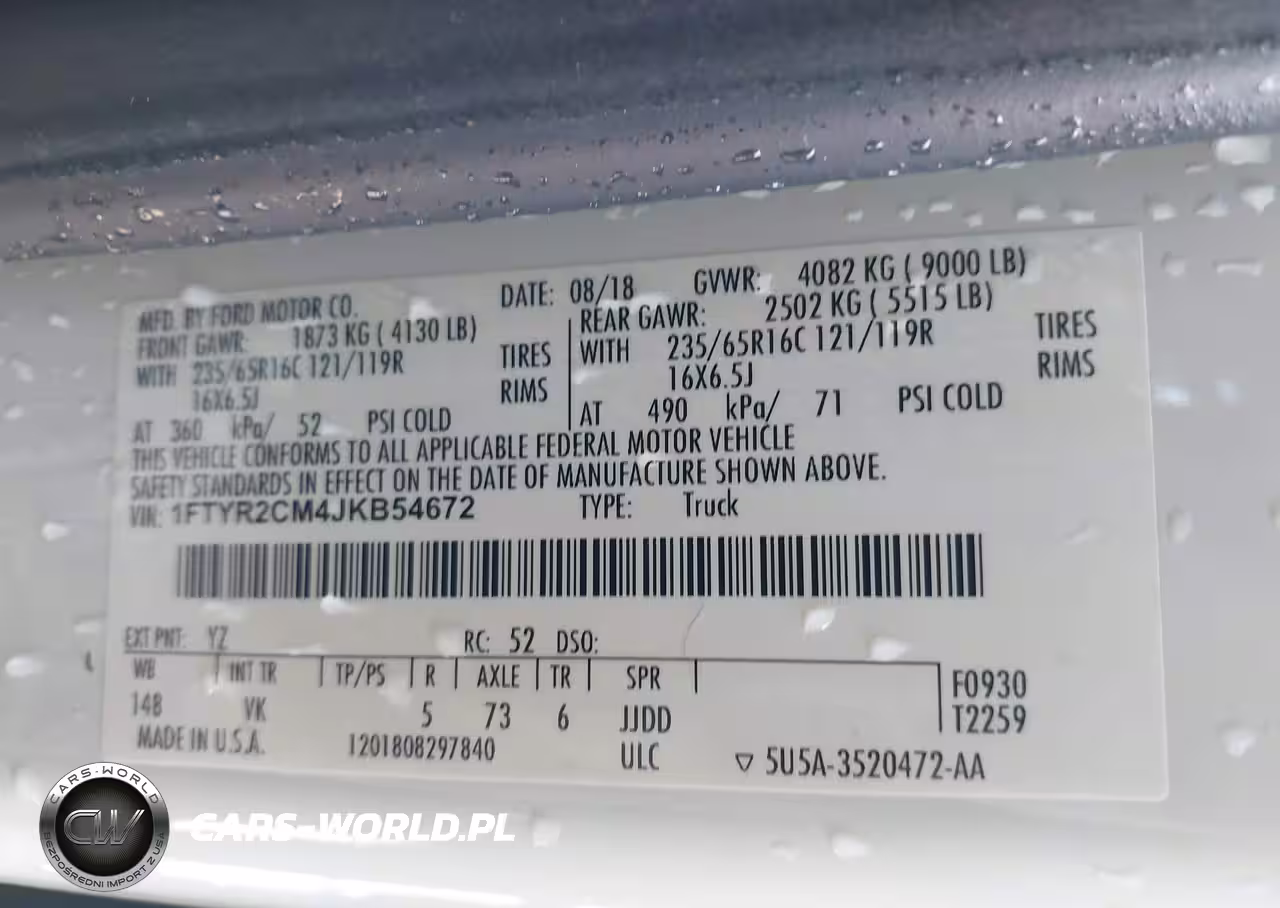 MFD. BY FORD MOTOR CO. DATE: 08/18 GVWR: 4082 KG ( 9000 LB)
FRONT GAWR: 1873 KG ( 4130 LB)
WITH 235/65R16C 121/119R TIRES
16X6.5J RIMS
AT 360 kPa/ 52 PSI COLD
REAR GAWR: 2502 KG ( 5515 LB)
WITH 235/65R16C 121/119R TIRES
16X6.5J RIMS
AT 490 kPa/ 71 PSI COLD
THIS VEHICLE CONFORMS TO ALL APPLICABLE FEDERAL MOTOR VEHICLE
SAFETY STANDARDS IN EFFECT ON THE DATE OF MANUFACTURE SHOWN ABOVE.
VIN: 1FTYR2CM4JKB54672 TYPE: Truck
EXT PNT: YZ RC: 52 DSO:
WB INT TR TP/PS R AXLE TR SPR F0930
148 VK 5 73 6 JJDD T2259
MADE IN U.S.A. 1201808297840 ULC ▽ 5U5A-3520472-AA
CARS-WORLD
CW
BEZPOŚREDNI IMPORT Z USA
CARS-WORLD.PL